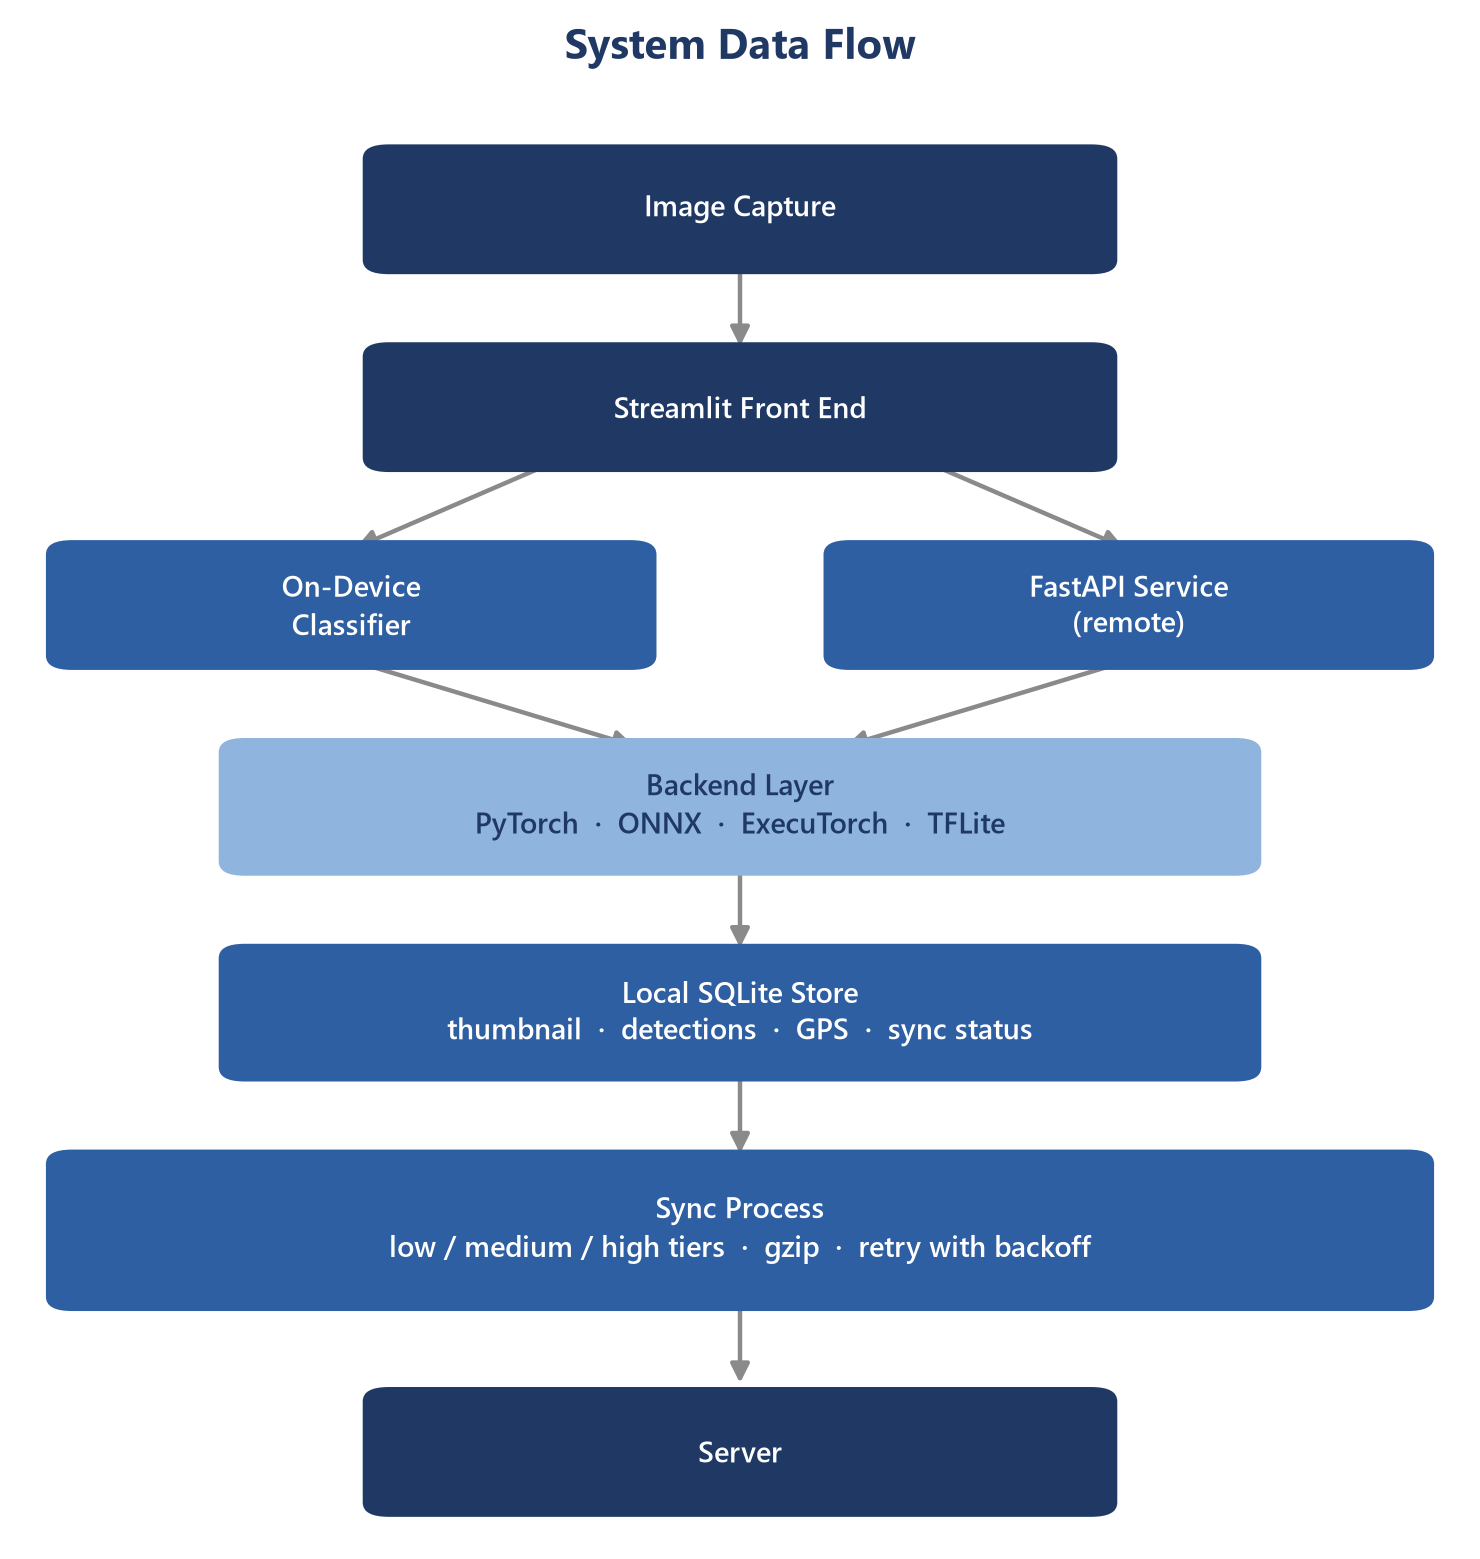 System Data Flow
Image Capture
Streamlit Front End
On-Device
Classifier
FastAPI Service
(remote)
Backend Layer
PyTorch · ONNX · ExecuTorch · TFLite
Local SQLite Store
thumbnail · detections · GPS · sync status
Sync Process
low / medium / high tiers · gzip · retry with backoff
Server